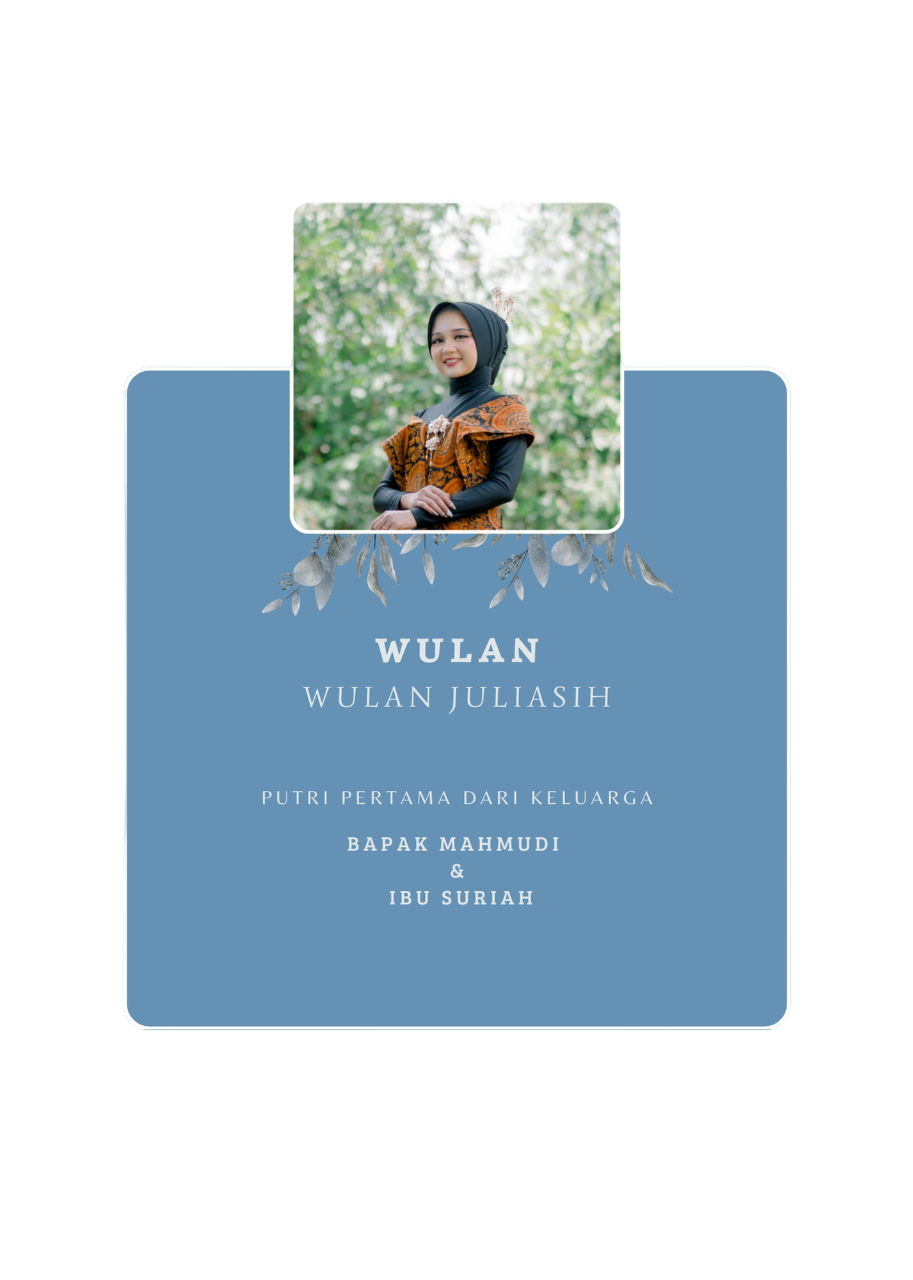 WULAN
WULAN JULIASIH
PUTRI PERTAMA DARI KELUARGA
BAPAK MAHMUDI
&
IBU SURIAH